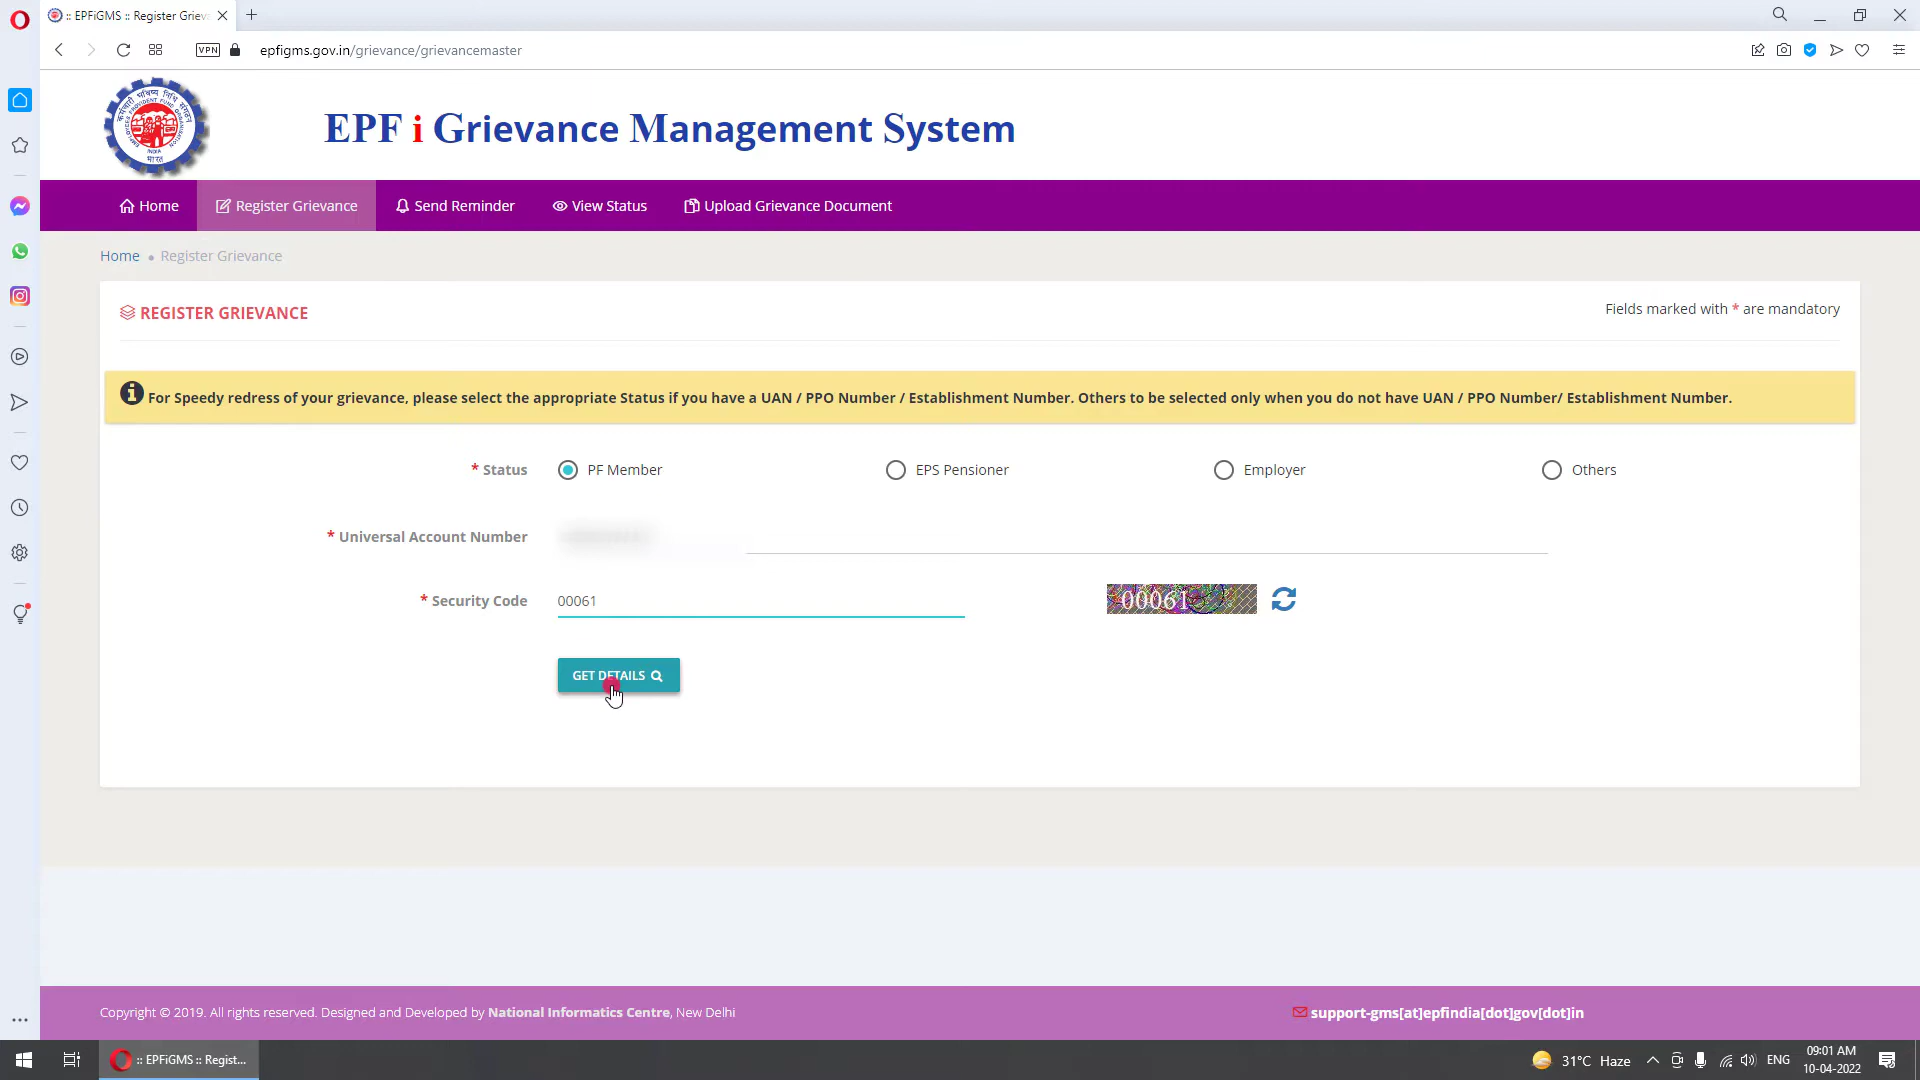 :: EPFiGMS :: Register Grieva
VPN
epfigms.gov.in/grievance/grievancemaster
EPF i Grievance Management System
Home
Register Grievance
Send Reminder
View Status
Upload Grievance Document
Home • Register Grievance
REGISTER GRIEVANCE
Fields marked with * are mandatory
For Speedy redress of your grievance, please select the appropriate Status if you have a UAN / PPO Number / Establishment Number. Others to be selected only when you do not have UAN / PPO Number/ Establishment Number.
* Status
PF Member
EPS Pensioner
Employer
Others
* Universal Account Number
* Security Code
00061
00061
GET DETAILS
Copyright © 2019. All rights reserved. Designed and Developed by National Informatics Centre, New Delhi
support-gms[at]epfindia[dot]gov[dot]in
:: EPFiGMS :: Regist...
31°C Haze
ENG
09:01 AM
10-04-2022